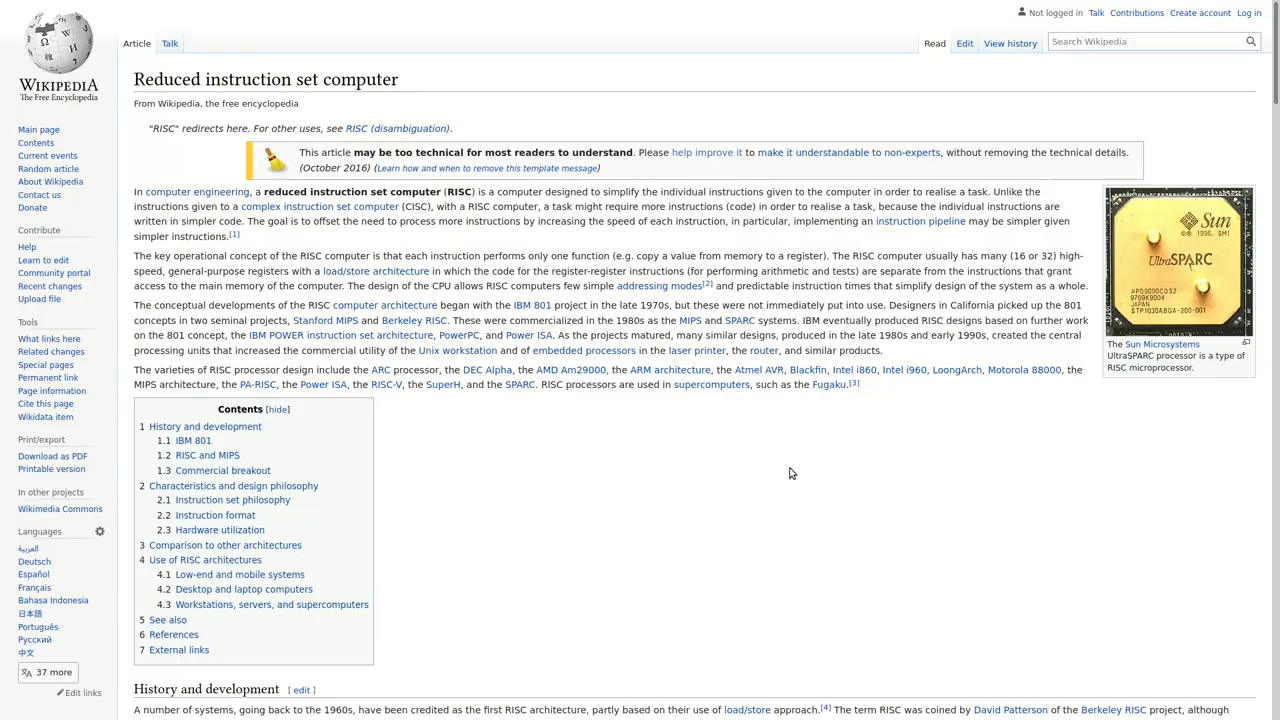 Not logged in Talk Contributions Create account Log in
Article Talk Read Edit View history Search Wikipedia
WIKIPEDIA
The Free Encyclopedia
Main page
Contents
Current events
Random article
About Wikipedia
Contact us
Donate
Contribute
Help
Learn to edit
Community portal
Recent changes
Upload file
Tools
What links here
Related changes
Special pages
Permanent link
Page information
Cite this page
Wikidata item
Print/export
Download as PDF
Printable version
In other projects
Wikimedia Commons
Languages
العربية
Deutsch
Español
Français
Bahasa Indonesia
日本語
Português
Русский
中文
37 more
Edit links
Reduced instruction set computer
From Wikipedia, the free encyclopedia
"RISC" redirects here. For other uses, see RISC (disambiguation).
This article may be too technical for most readers to understand. Please help improve it to make it understandable to non-experts, without removing the technical details.
(October 2016) (Learn how and when to remove this template message)
In computer engineering, a reduced instruction set computer (RISC) is a computer designed to simplify the individual instructions given to the computer in order to realise a task. Unlike the
instructions given to a complex instruction set computer (CISC), with a RISC computer, a task might require more instructions (code) in order to realise a task, because the individual instructions are
written in simpler code. The goal is to offset the need to process more instructions by increasing the speed of each instruction, in particular, implementing an instruction pipeline may be simpler given
simpler instructions.[1]
The key operational concept of the RISC computer is that each instruction performs only one function (e.g. copy a value from memory to a register). The RISC computer usually has many (16 or 32) high-
speed, general-purpose registers with a load/store architecture in which the code for the register-register instructions (for performing arithmetic and tests) are separate from the instructions that grant
access to the main memory of the computer. The design of the CPU allows RISC computers few simple addressing modes[2] and predictable instruction times that simplify design of the system as a whole.
The conceptual developments of the RISC computer architecture began with the IBM 801 project in the late 1970s, but these were not immediately put into use. Designers in California picked up the 801
concepts in two seminal projects, Stanford MIPS and Berkeley RISC. These were commercialized in the 1980s as the MIPS and SPARC systems. IBM eventually produced RISC designs based on further work
on the 801 concept, the IBM POWER instruction set architecture, PowerPC, and Power ISA. As the projects matured, many similar designs, produced in the late 1980s and early 1990s, created the central
processing units that increased the commercial utility of the Unix workstation and of embedded processors in the laser printer, the router, and similar products.
The varieties of RISC processor design include the ARC processor, the DEC Alpha, the AMD Am29000, the ARM architecture, the Atmel AVR, Blackfin, Intel i860, Intel i960, LoongArch, Motorola 88000, the
MIPS architecture, the PA-RISC, the Power ISA, the RISC-V, the SuperH, and the SPARC. RISC processors are used in supercomputers, such as the Fugaku.[3]
Sun
©® 1995, SMI
UltraSPARC
9709K9004
JAPAN
STP1030ABGA-200-001
The Sun Microsystems
UltraSPARC processor is a type of
RISC microprocessor.
Contents [hide]
1 History and development
1.1 IBM 801
1.2 RISC and MIPS
1.3 Commercial breakout
2 Characteristics and design philosophy
2.1 Instruction set philosophy
2.2 Instruction format
2.3 Hardware utilization
3 Comparison to other architectures
4 Use of RISC architectures
4.1 Low-end and mobile systems
4.2 Desktop and laptop computers
4.3 Workstations, servers, and supercomputers
5 See also
6 References
7 External links
History and development [ edit ]
A number of systems, going back to the 1960s, have been credited as the first RISC architecture, partly based on their use of load/store approach.[4] The term RISC was coined by David Patterson of the Berkeley RISC project, although